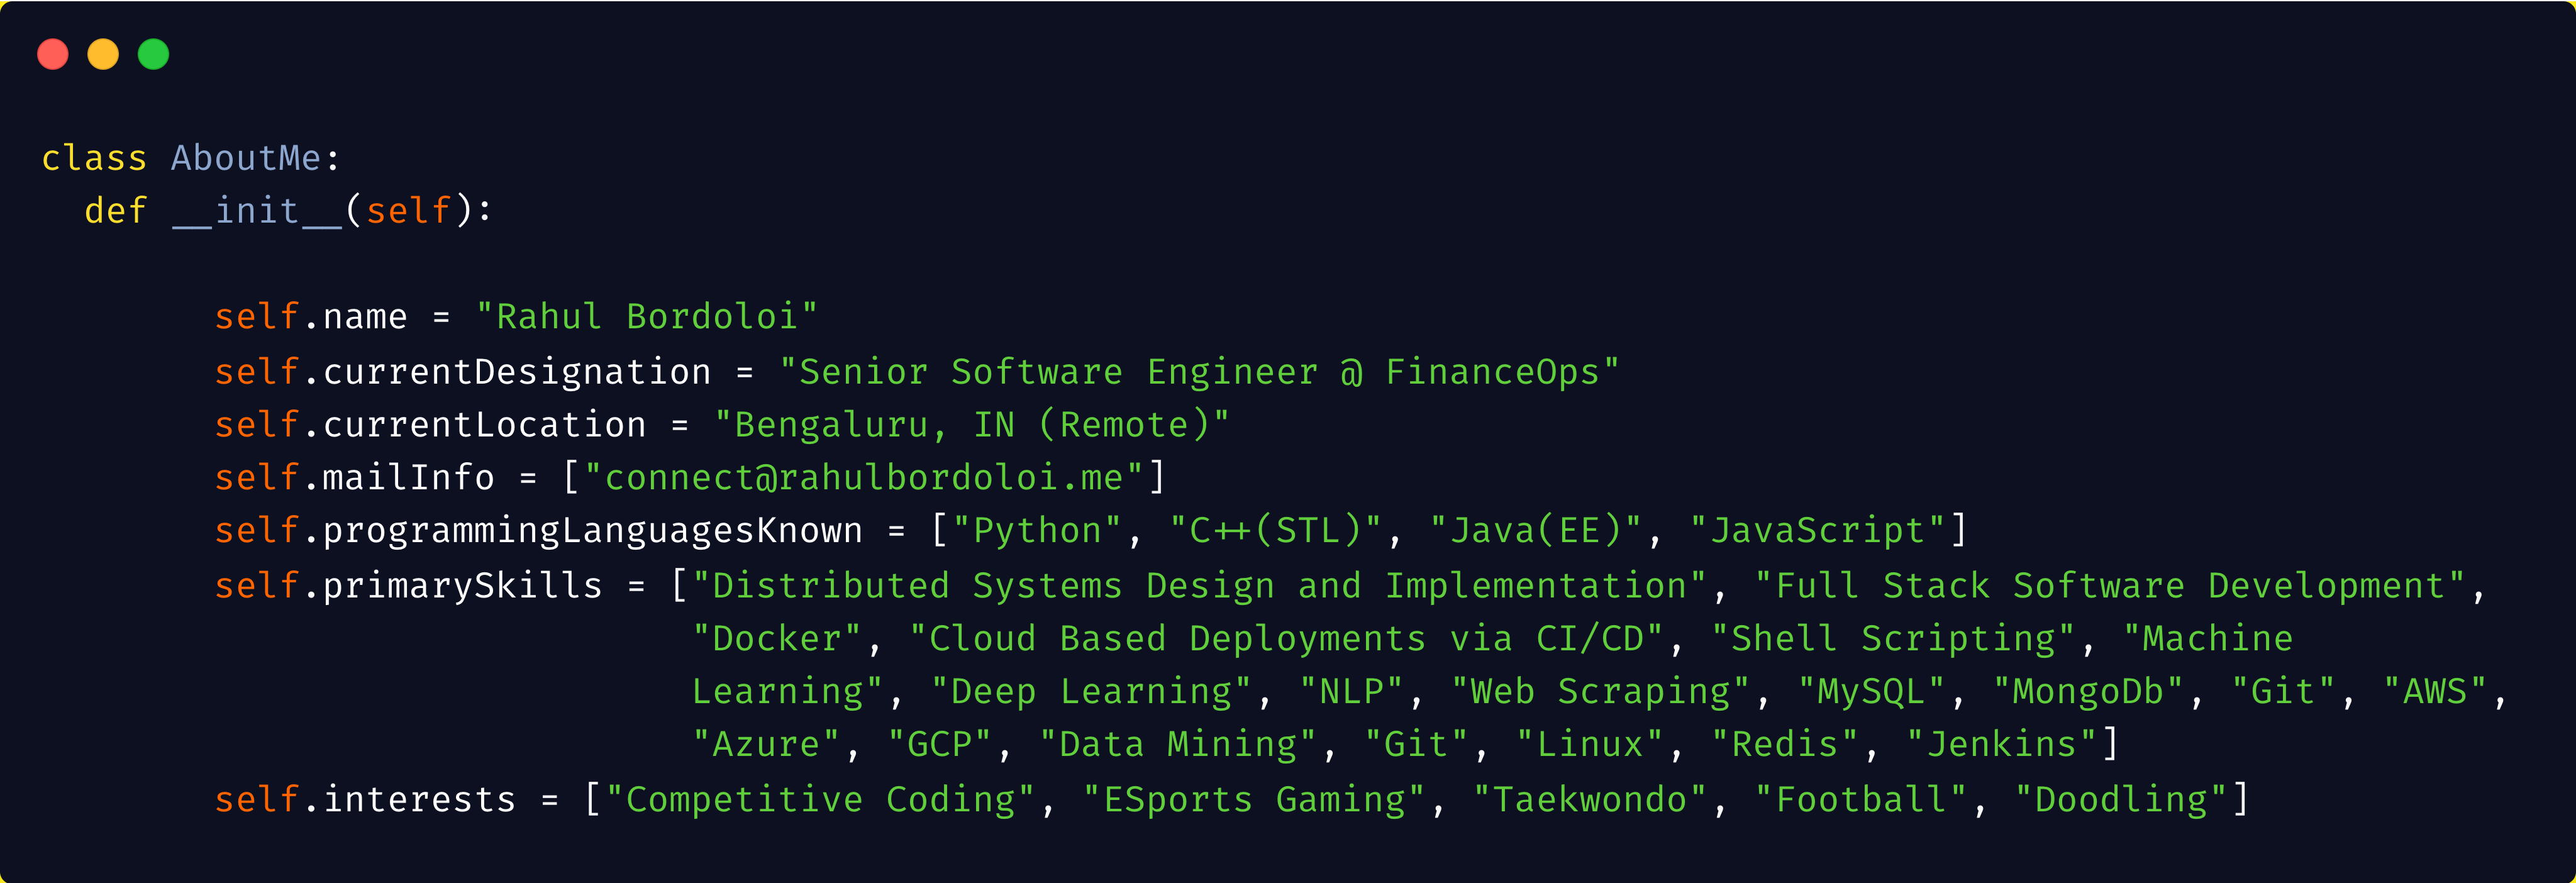 class AboutMe:
  def __init__(self):
        self.name = "Rahul Bordoloi"
        self.currentDesignation = "Senior Software Engineer @ FinanceOps"
        self.currentLocation = "Bengaluru, IN (Remote)"
        self.mailInfo = ["connect@rahulbordoloi.me"]
        self.programmingLanguagesKnown = ["Python", "C++(STL)", "Java(EE)", "JavaScript"]
        self.primarySkills = ["Distributed Systems Design and Implementation", "Full Stack Software Development",
                              "Docker", "Cloud Based Deployments via CI/CD", "Shell Scripting", "Machine
                              Learning", "Deep Learning", "NLP", "Web Scraping", "MySQL", "MongoDb", "Git", "AWS",
                              "Azure", "GCP", "Data Mining", "Git", "Linux", "Redis", "Jenkins"]
        self.interests = ["Competitive Coding", "ESports Gaming", "Taekwondo", "Football", "Doodling"]